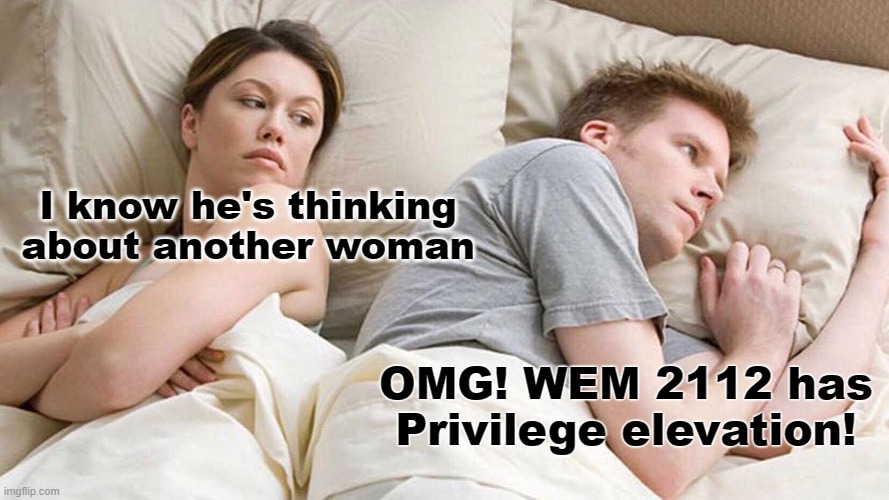 I know he's thinking
about another woman
OMG! WEM 2112 has
Privilege elevation!
imgflip.com